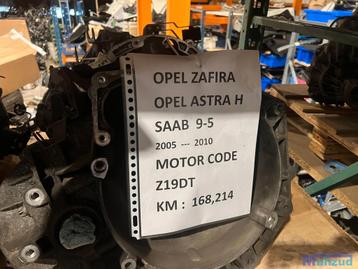 OPEL ZAFIRA
OPEL ASTRA H
SAAB 9-5
2005 --- 2010
MOTOR CODE
Z19DT
KM : 168,214